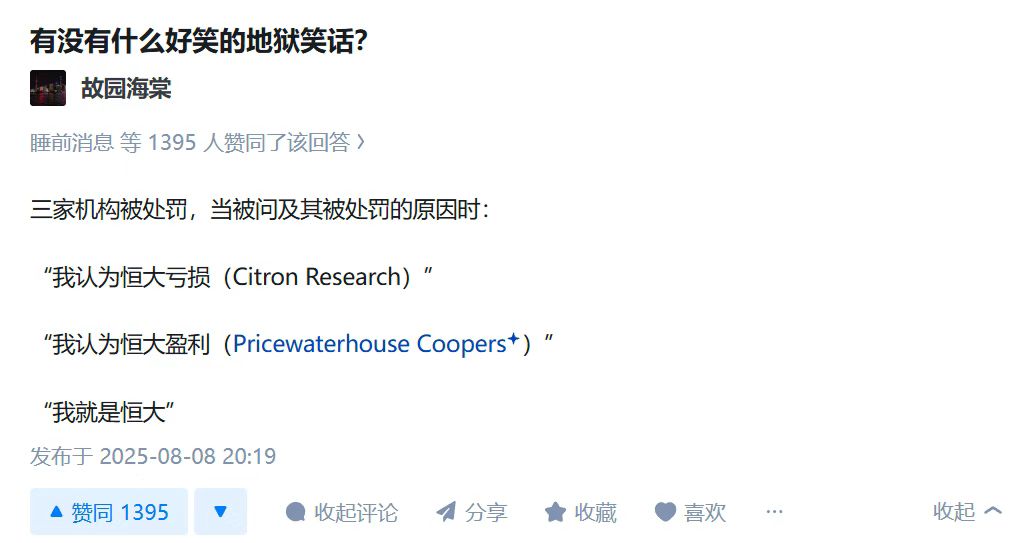 有没有什么好笑的地狱笑话？
故园海棠
睡前消息 等 1395 人赞同了该回答
三家机构被处罚，当被问及其被处罚的原因时：
“我认为恒大亏损（Citron Research）”
“我认为恒大盈利（Pricewaterhouse Coopers）”
“我就是恒大”
发布于 2025-08-08 20:19
赞同 1395 收起评论 分享 收藏 喜欢 ··· 收起